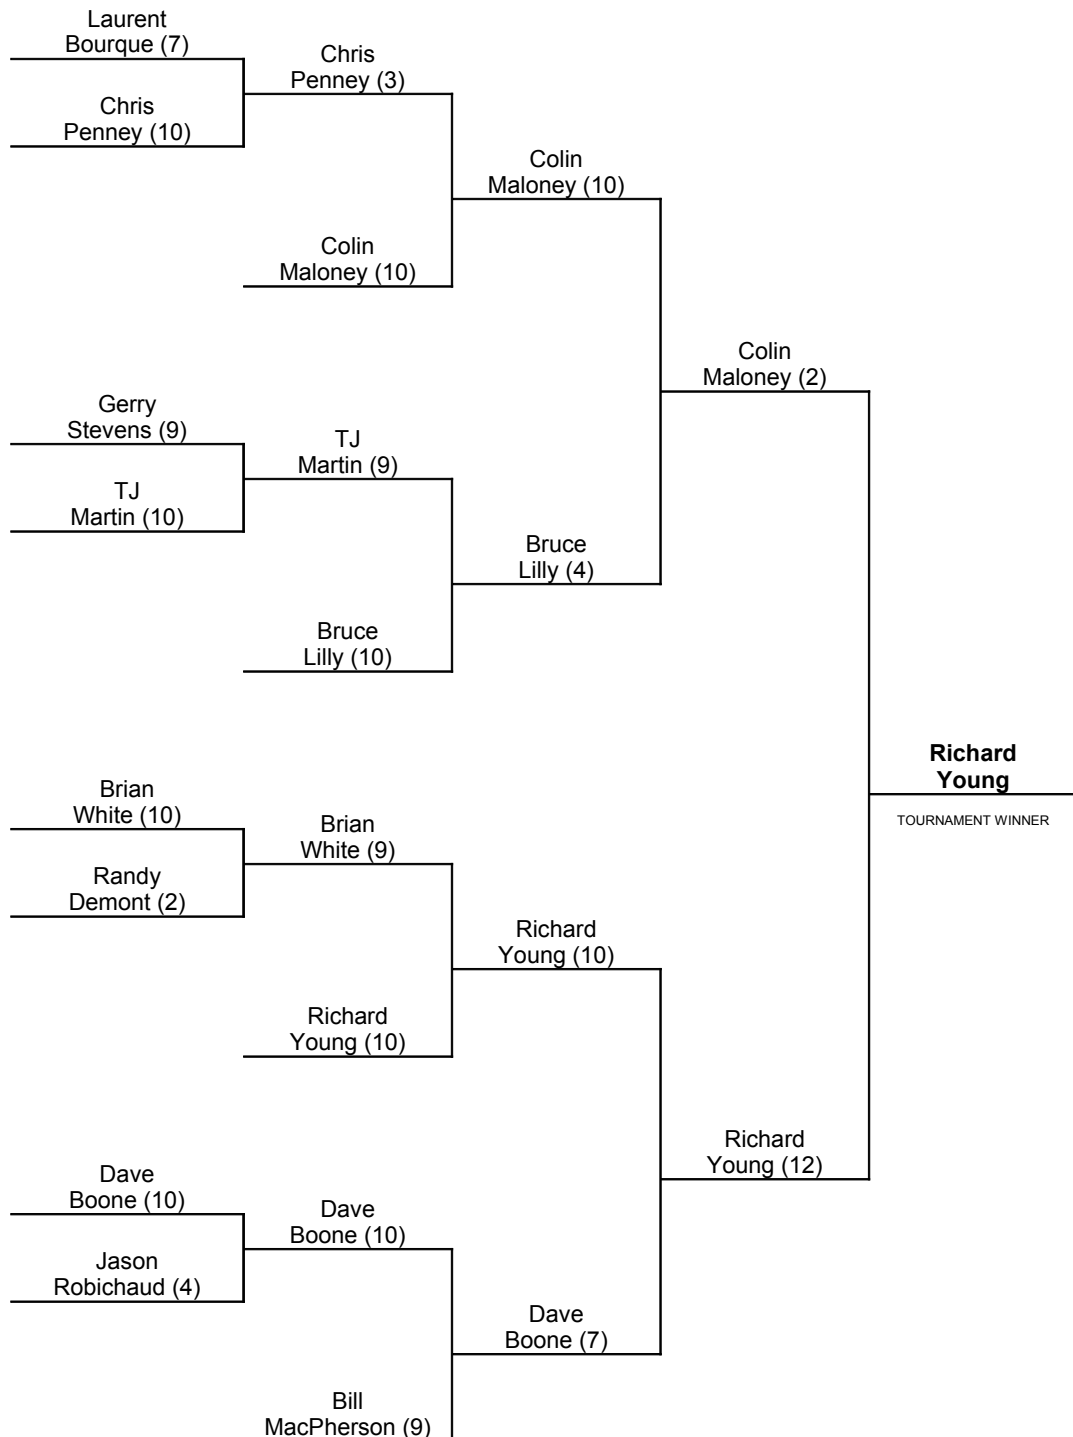 Laurent
Bourque (7)
Chris
Penney (3)
Chris
Penney (10)
Colin
Maloney (10)
Colin
Maloney (10)
Colin
Maloney (2)
Gerry
Stevens (9)
TJ
Martin (9)
TJ
Martin (10)
Bruce
Lilly (4)
Bruce
Lilly (10)
Richard
Young
TOURNAMENT WINNER
Brian
White (10)
Brian
White (9)
Randy
Demont (2)
Richard
Young (10)
Richard
Young (10)
Richard
Young (12)
Dave
Boone (10)
Dave
Boone (10)
Jason
Robichaud (4)
Dave
Boone (7)
Bill
MacPherson (9)